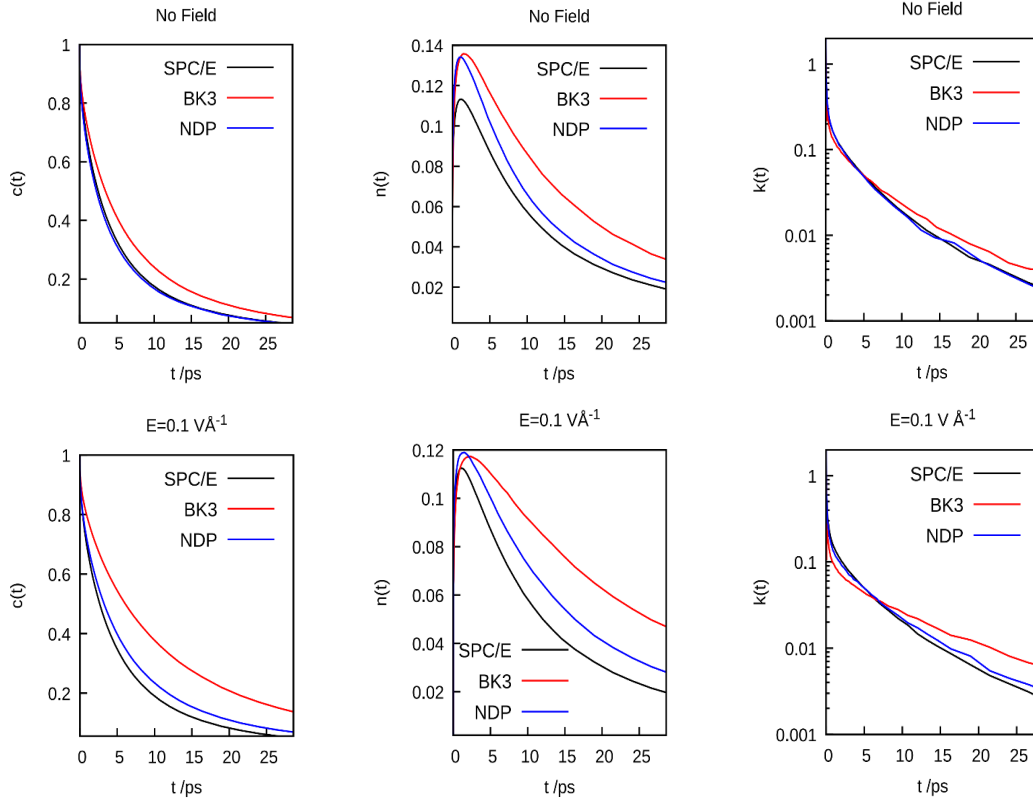 No Field
1
0.8
0.6
0.4
0.2
c(t)
SPC/E
BK3
NDP
0 5 10 15 20 25
t /ps
No Field
0.14
0.12
0.1
0.08
0.06
0.04
0.02
n(t)
SPC/E
BK3
NDP
0 5 10 15 20 25
t /ps
No Field
1
0.1
0.01
0.001
k(t)
SPC/E
BK3
NDP
0 5 10 15 20 25
t /ps
E=0.1 VÅ⁻¹
1
0.8
0.6
0.4
0.2
c(t)
SPC/E
BK3
NDP
0 5 10 15 20 25
t /ps
E=0.1 VÅ⁻¹
0.12
0.1
0.08
0.06
0.04
0.02
n(t)
SPC/E
BK3
NDP
0 5 10 15 20 25
t /ps
E=0.1 V Å⁻¹
1
0.1
0.01
0.001
k(t)
SPC/E
BK3
NDP
0 5 10 15 20 25
t /ps